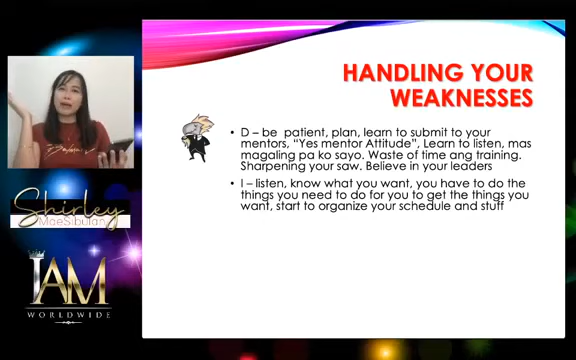 HANDLING YOUR
WEAKNESSES
• D – be patient, plan, learn to submit to your
mentors, “Yes mentor Attitude”, Learn to listen, mas
magaling pa ko sayo. Waste of time ang training.
Sharpening your saw. Believe in your leaders
• I – listen, know what you want, you have to do the
things you need to do for you to get the things you
want, start to organize your schedule and stuff
Shirley
MaeSibulan
IAM
WORLDWIDE